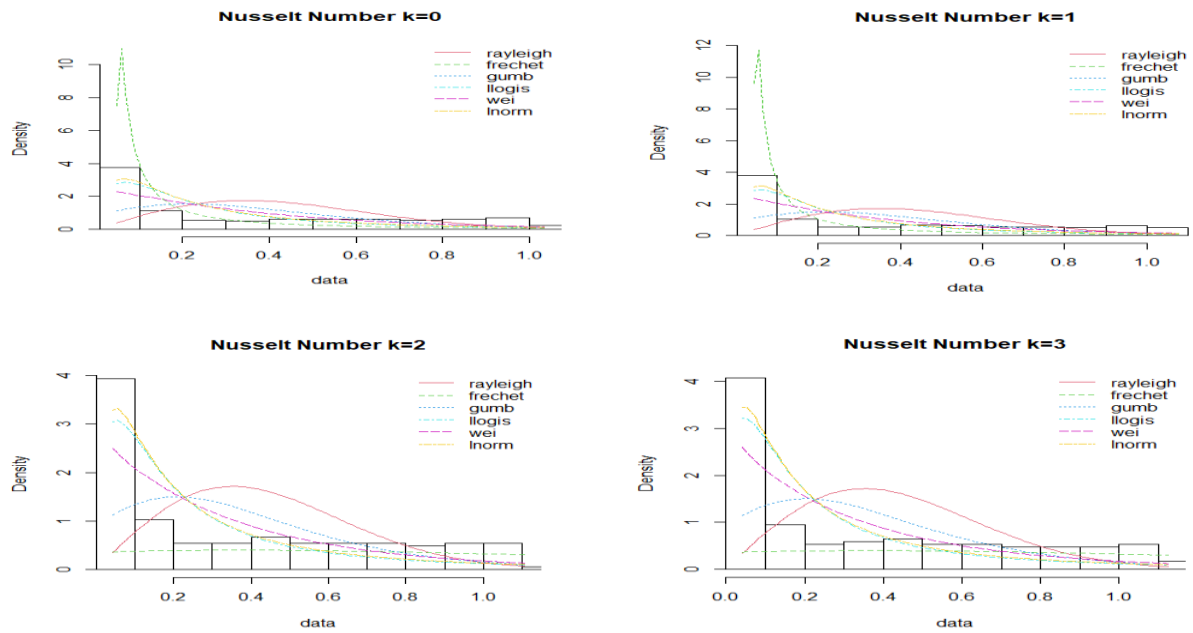 Nusselt Number k=0
rayleigh
frechet
gumb
llogis
wei
lnorm
Density
0 2 4 6 8 10
0.2 0.4 0.6 0.8 1.0
data
Nusselt Number k=1
rayleigh
frechet
gumb
llogis
wei
lnorm
Density
0 2 4 6 8 10 12
0.2 0.4 0.6 0.8 1.0
data
Nusselt Number k=2
rayleigh
frechet
gumb
llogis
wei
lnorm
Density
0 1 2 3 4
0.2 0.4 0.6 0.8 1.0
data
Nusselt Number k=3
rayleigh
frechet
gumb
llogis
wei
lnorm
Density
0 1 2 3 4
0.0 0.2 0.4 0.6 0.8 1.0
data